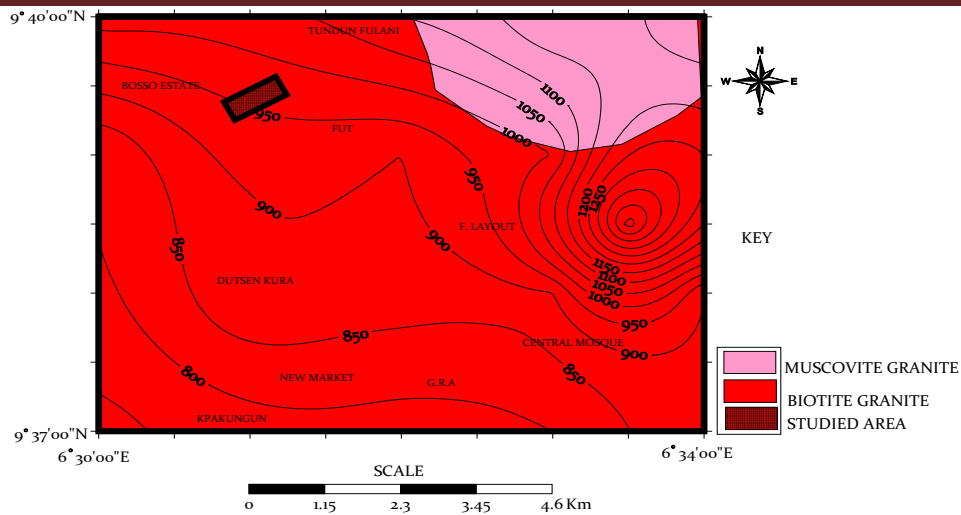 9°40'00"N
TUNDUN FULANI
BOSSO ESTATE
1100
1050
950
FUT
1000
N
W E
S
950
1200
1250
900
F. LAYOUT
900
KEY
850
1150
1100
1050
1000
DUTSEN KURA
950
850
CENTRAL MOSQUE
900
MUSCOVITE GRANITE
800
NEW MARKET
G.R.A
850
BIOTITE GRANITE
KPAKUNGUN
STUDIED AREA
9°37'00"N
6°30'00"E
6°34'00"E
SCALE
0 1.15 2.3 3.45 4.6 Km